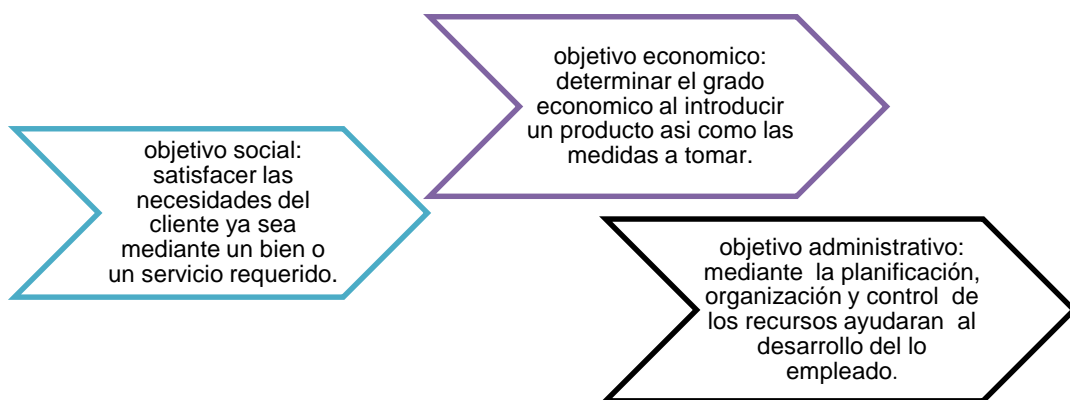 objetivo economico:
determinar el grado
economico al introducir
un producto asi como las
medidas a tomar.
objetivo social:
satisfacer las
necesidades del
cliente ya sea
mediante un bien o
un servicio requerido.
objetivo administrativo:
mediante  la planificación,
organización y control  de
los recursos ayudaran  al
desarrollo del lo
empleado.